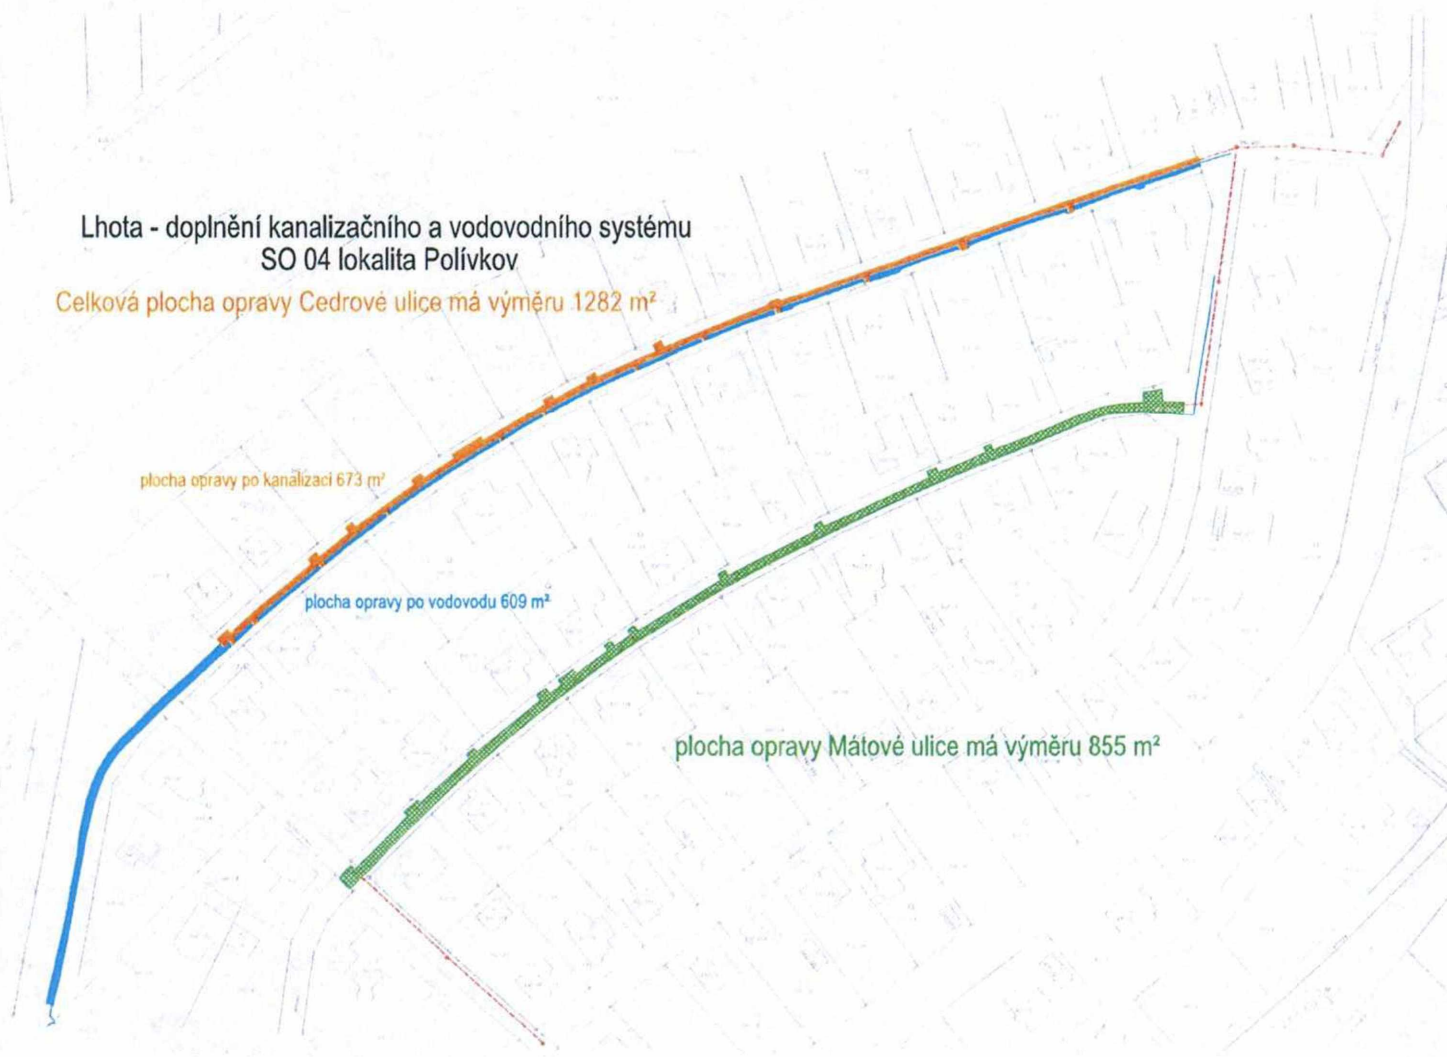 Lhota - doplnění kanalizačního a vodovodního systému
SO 04 lokalita Polívkov
Celková plocha opravy Cedrové ulice má výměru 1282 m²
plocha opravy po kanalizaci 673 m²
plocha opravy po vodovodu 609 m²
plocha opravy Mátové ulice má výměru 855 m²